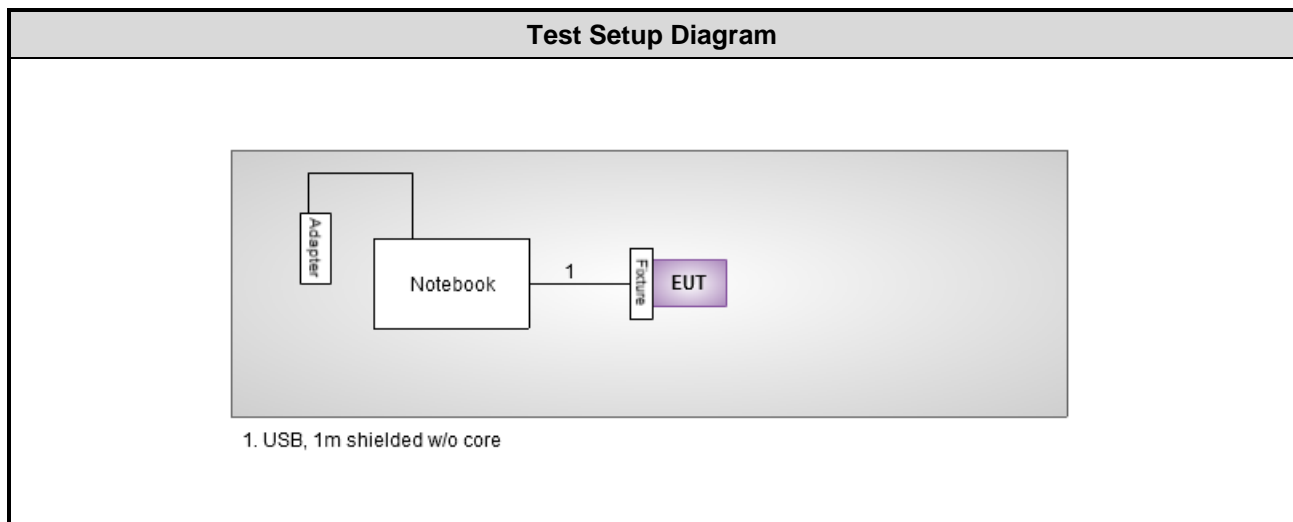 Test Setup Diagram
Adapter
Notebook
1
Fixture
EUT
1. USB, 1m shielded w/o core